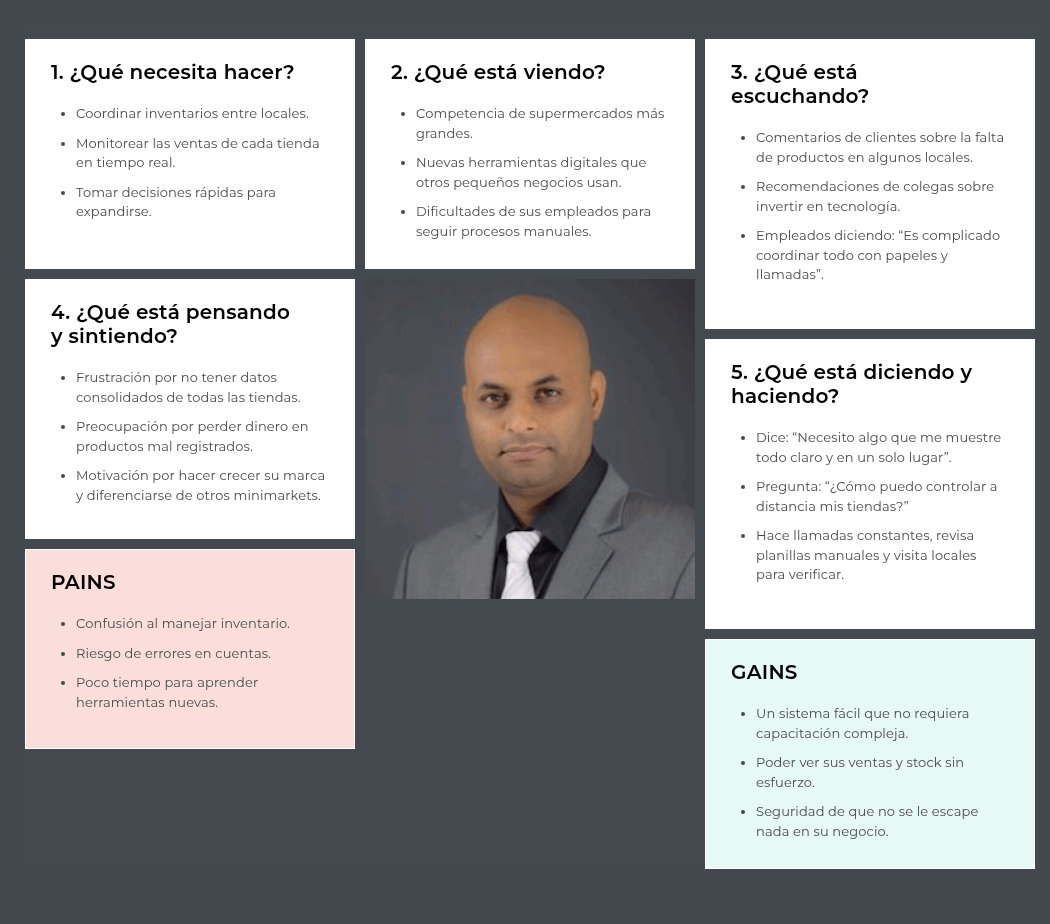 1. ¿Qué necesita hacer?
• Coordinar inventarios entre locales.
• Monitorear las ventas de cada tienda
en tiempo real.
• Tomar decisiones rápidas para
expandirse.
2. ¿Qué está viendo?
• Competencia de supermercados más
grandes.
• Nuevas herramientas digitales que
otros pequeños negocios usan.
• Dificultades de sus empleados para
seguir procesos manuales.
3. ¿Qué está
escuchando?
• Comentarios de clientes sobre la falta
de productos en algunos locales.
• Recomendaciones de colegas sobre
invertir en tecnología.
• Empleados diciendo: “Es complicado
coordinar todo con papeles y
llamadas”.
4. ¿Qué está pensando
y sintiendo?
• Frustración por no tener datos
consolidados de todas las tiendas.
• Preocupación por perder dinero en
productos mal registrados.
• Motivación por hacer crecer su marca
y diferenciarse de otros minimarkets.
5. ¿Qué está diciendo y
haciendo?
• Dice: “Necesito algo que me muestre
todo claro y en un solo lugar”.
• Pregunta: “¿Cómo puedo controlar a
distancia mis tiendas?”
• Hace llamadas constantes, revisa
planillas manuales y visita locales
para verificar.
PAINS
• Confusión al manejar inventario.
• Riesgo de errores en cuentas.
• Poco tiempo para aprender
herramientas nuevas.
GAINS
• Un sistema fácil que no requiera
capacitación compleja.
• Poder ver sus ventas y stock sin
esfuerzo.
• Seguridad de que no se le escape
nada en su negocio.